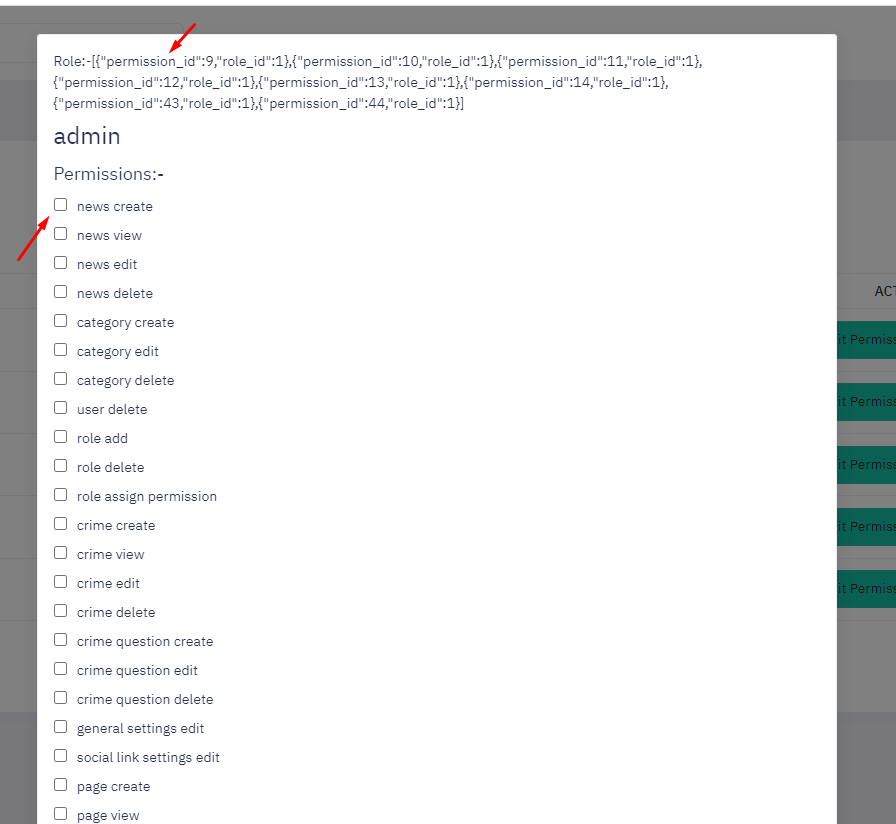 Role:-[{"permission_id":9,"role_id":1},{"permission_id":10,"role_id":1},{"permission_id":11,"role_id":1},
{"permission_id":12,"role_id":1},{"permission_id":13,"role_id":1},{"permission_id":14,"role_id":1},
{"permission_id":43,"role_id":1},{"permission_id":44,"role_id":1}]
admin
Permissions:-
news create
news view
news edit
news delete
ACT
category create
it Permiss
category edit
category delete
user delete
it Permiss
role add
role delete
it Permiss
role assign permission
crime create
it Permiss
crime view
crime edit
it Permiss
crime delete
crime question create
crime question edit
crime question delete
general settings edit
social link settings edit
page create
page view